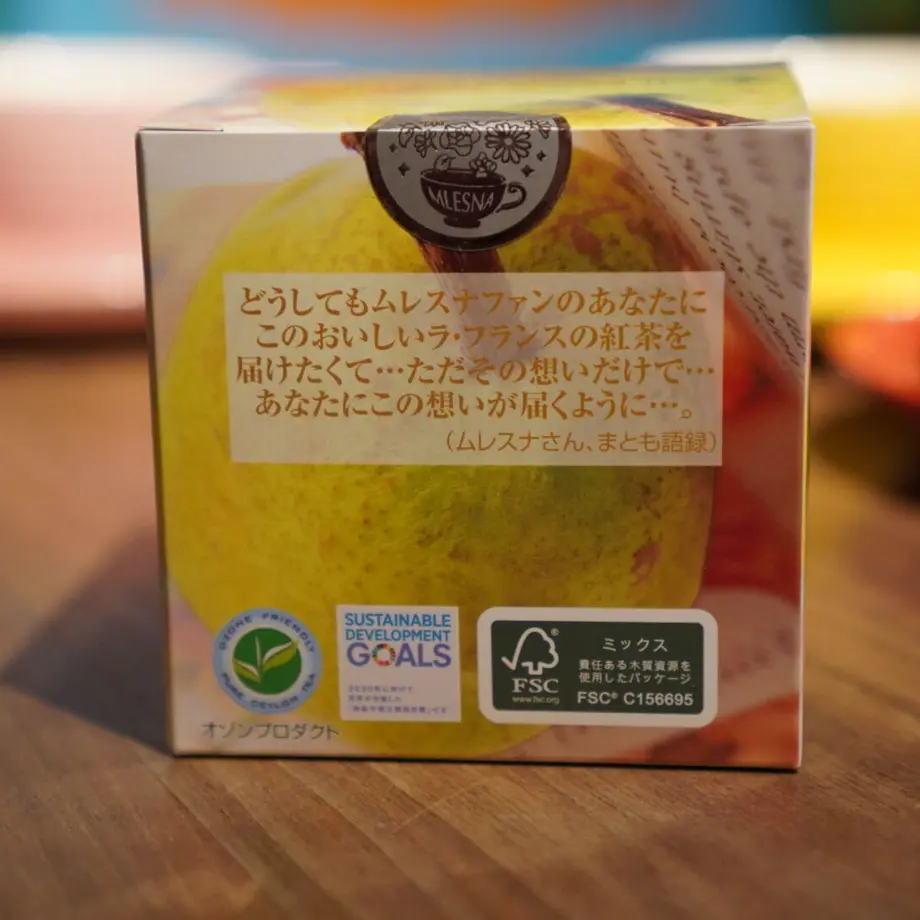 MLESNA
どうしてもムレスナファンのあなたに
このおいしいラ・フランスの紅茶を
届けたくて…ただその想いだけで…
あなたにこの想いが届くように…。
(ムレスナさん、まとも語録)
OZONE FRIENDLY
PURE CEYLON TEA
オゾンプロダクト
SUSTAINABLE
DEVELOPMENT
GOALS
FSC®
www.fsc.org
ミックス
責任ある木質資源を
使用したパッケージ
FSC® C156695